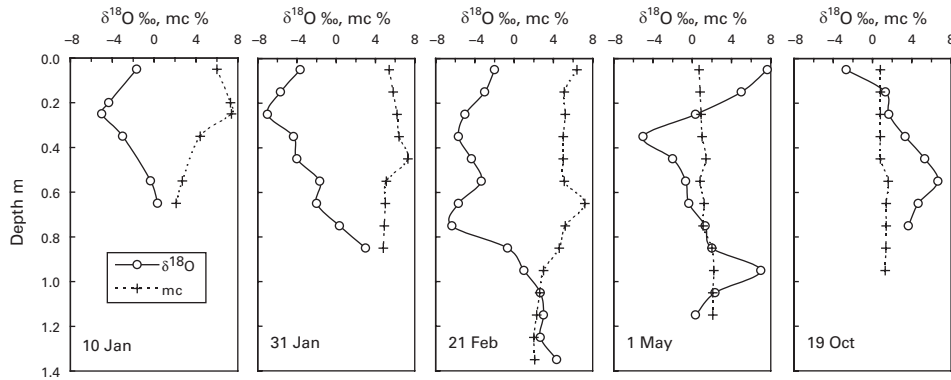 δ18O ‰, mc % δ18O ‰, mc % δ18O ‰, mc % δ18O ‰, mc % δ18O ‰, mc %
−8 −4 0 4 8 −8 −4 0 4 8 −8 −4 0 4 8 −8 −4 0 4 8 −8 −4 0 4 8
0.0
0.2
0.4
0.6
0.8
1.0
1.2
1.4
Depth m
δ18O
mc
10 Jan 31 Jan 21 Feb 1 May 19 Oct